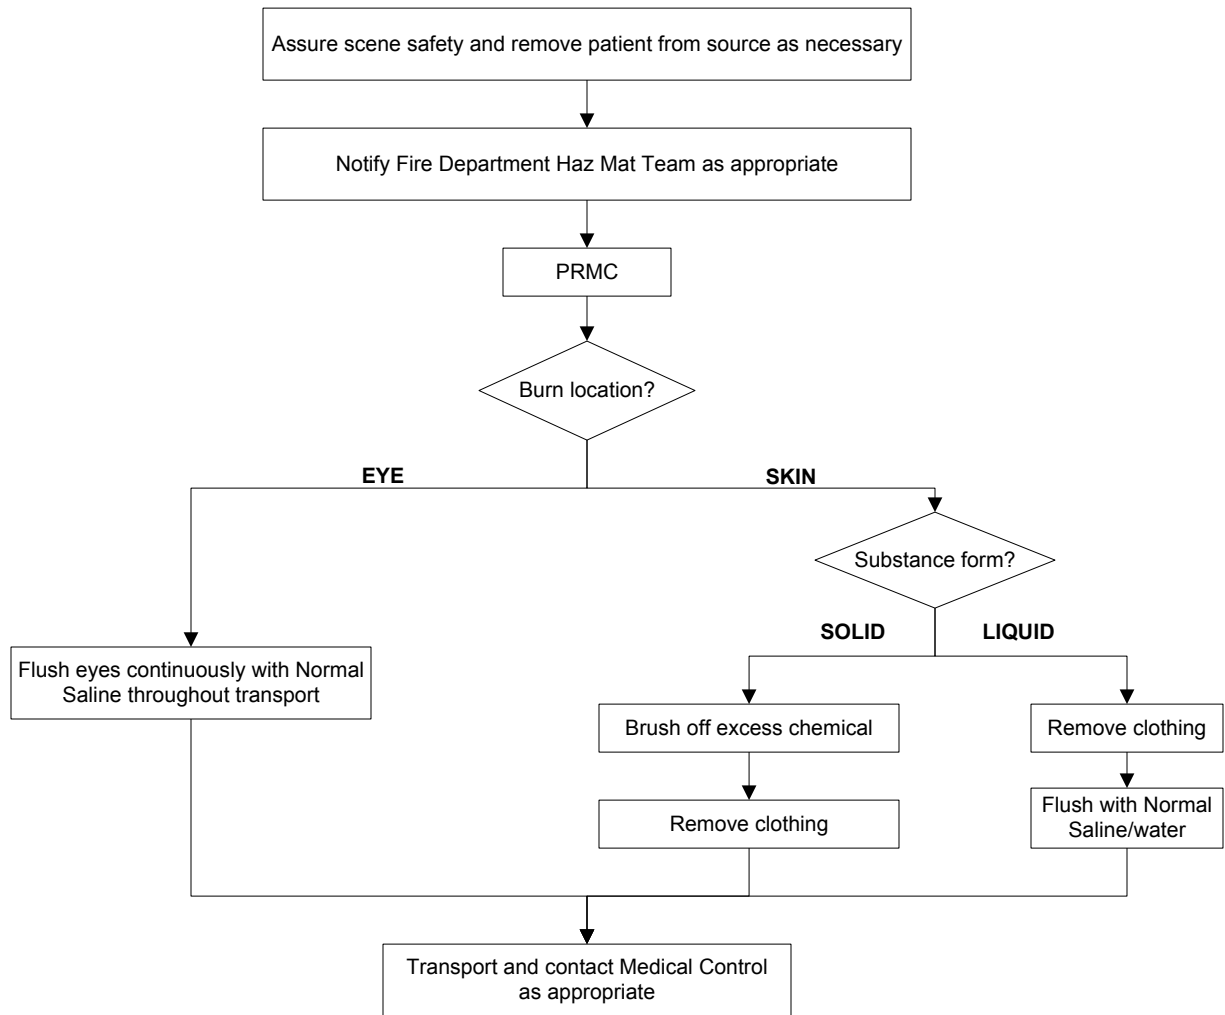 Assure scene safety and remove patient from source as necessary
Notify Fire Department Haz Mat Team as appropriate
PRMC
Burn location?
EYE
SKIN
Substance form?
SOLID
LIQUID
Flush eyes continuously with Normal
Saline throughout transport
Brush off excess chemical
Remove clothing
Remove clothing
Flush with Normal
Saline/water
Transport and contact Medical Control
as appropriate